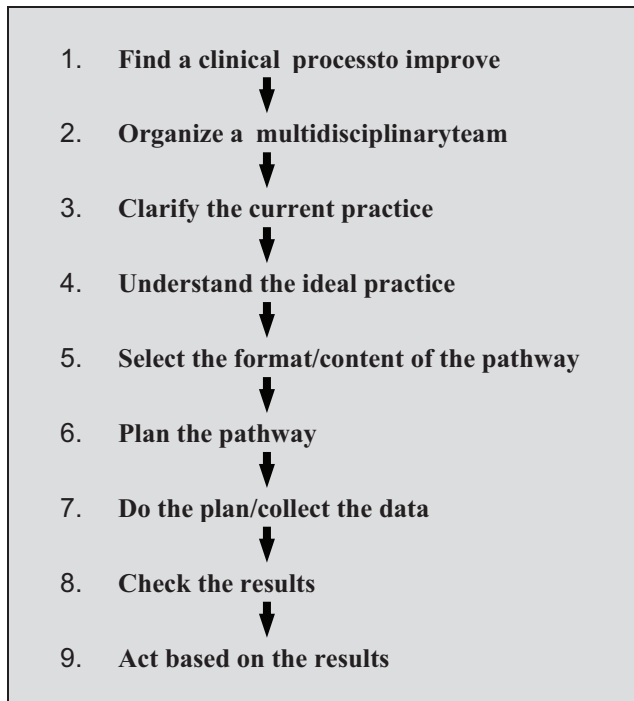 1. Find a clinical processto improve
2. Organize a multidisciplinaryteam
3. Clarify the current practice
4. Understand the ideal practice
5. Select the format/content of the pathway
6. Plan the pathway
7. Do the plan/collect the data
8. Check the results
9. Act based on the results